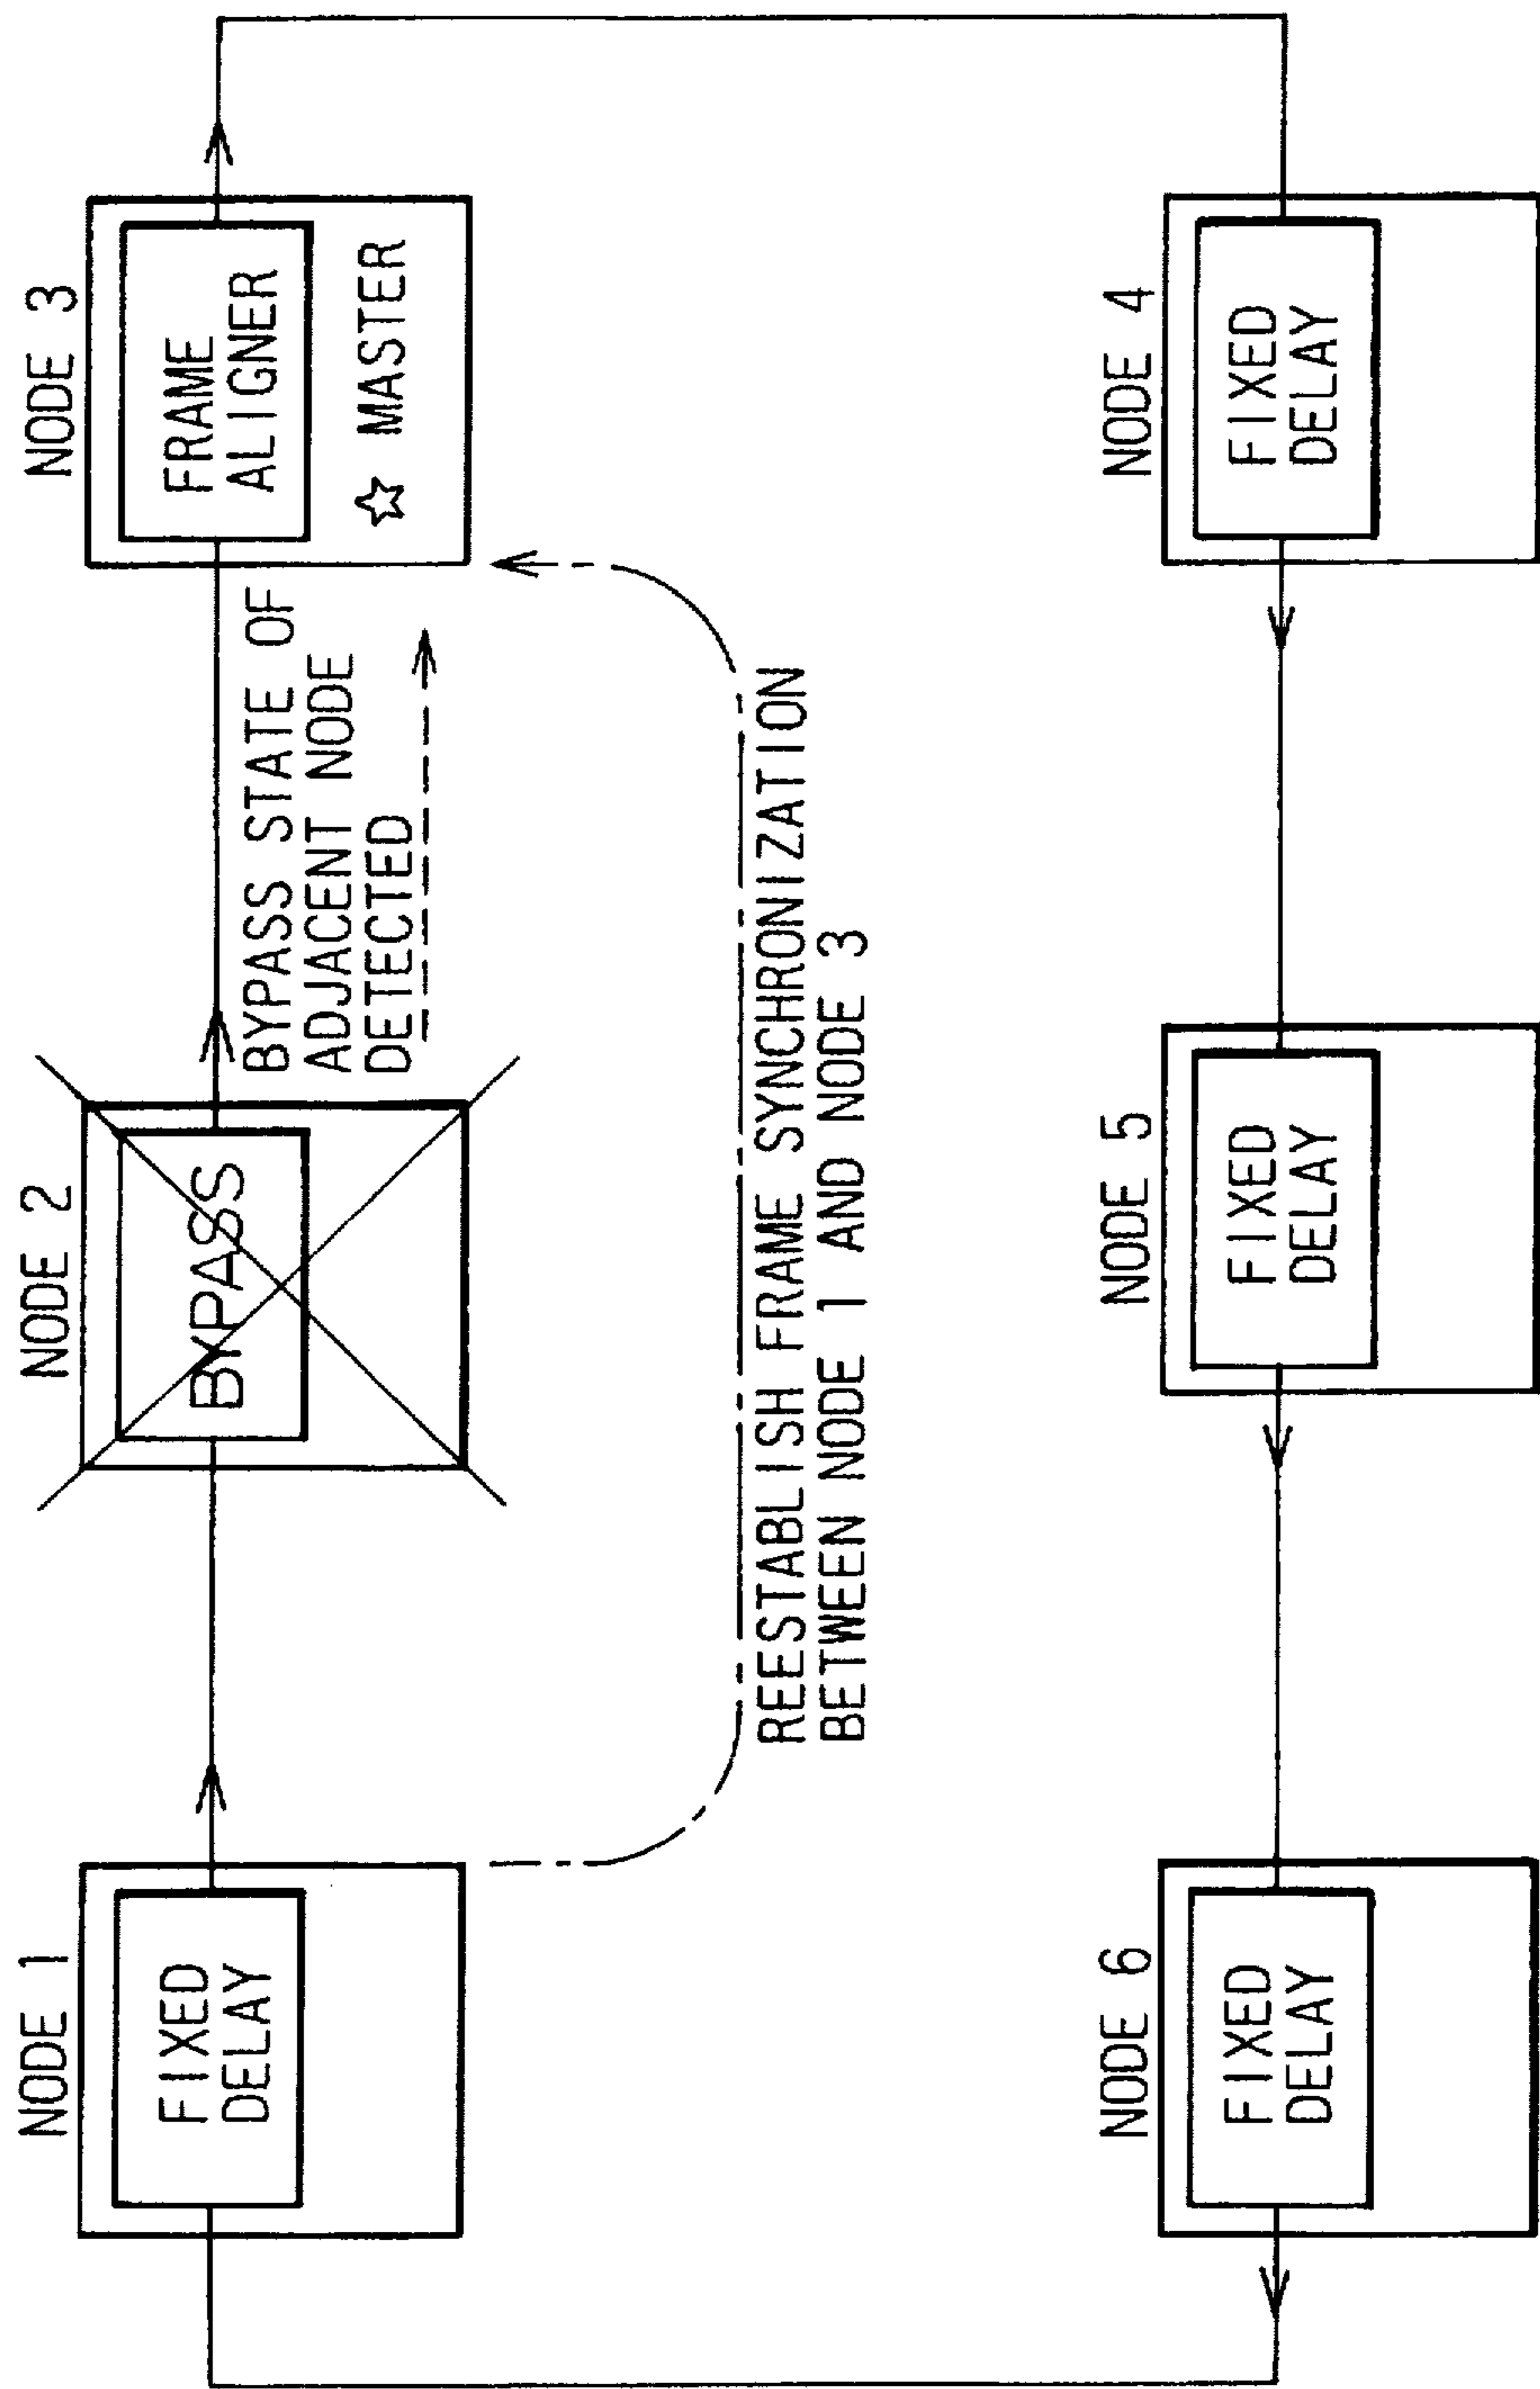 NODE 1
FIXED
DELAY
NODE 2
BYPASS
BYPASS STATE OF
ADJACENT NODE
DETECTED
NODE 3
FRAME
ALIGNER
☆ MASTER
REESTABLISH FRAME SYNCHRONIZATION
BETWEEN NODE 1 AND NODE 3
NODE 6
FIXED
DELAY
NODE 5
FIXED
DELAY
NODE 4
FIXED
DELAY